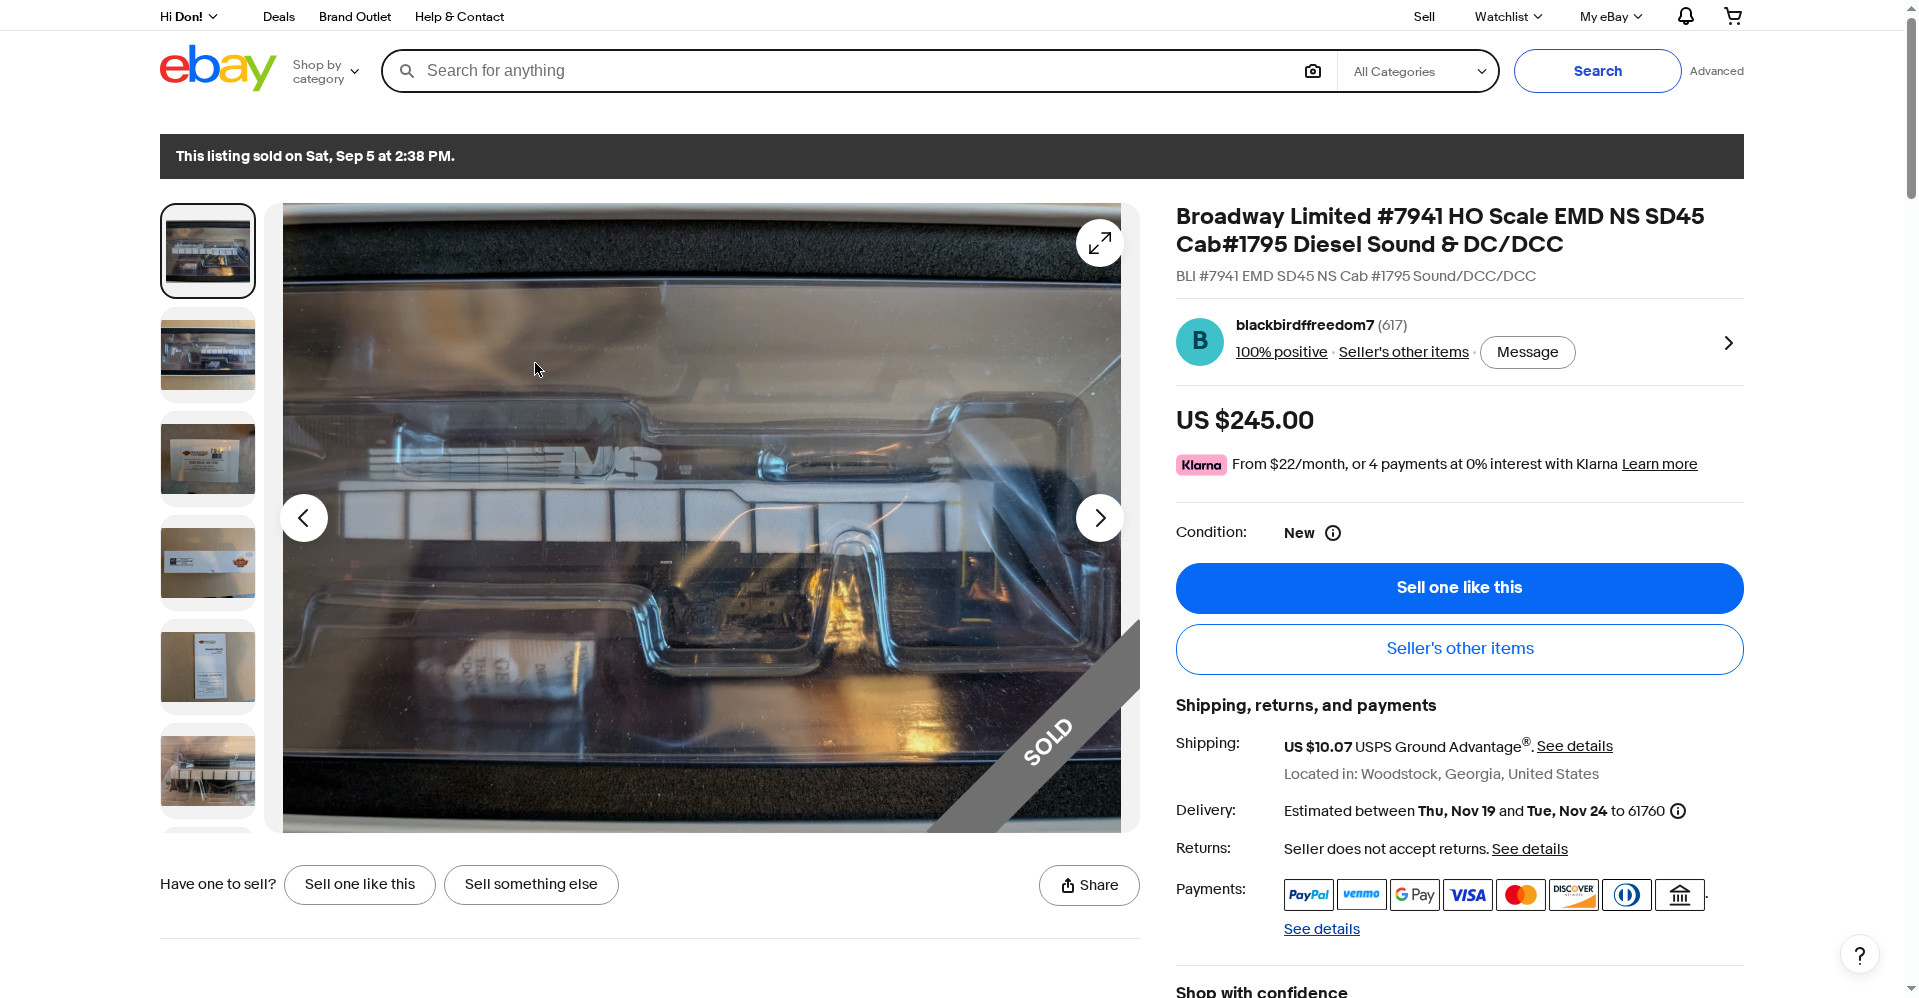 Hi Don!
Deals
Brand Outlet
Help & Contact
Sell
Watchlist
My eBay
ebay
Shop by
category
Search for anything
All Categories
Search
Advanced
This listing sold on Sat, Sep 5 at 2:38 PM.
NS
SOLD
Have one to sell?
Sell one like this
Sell something else
Share
Broadway Limited #7941 HO Scale EMD NS SD45
Cab#1795 Diesel Sound & DC/DCC
BLI #7941 EMD SD45 NS Cab #1795 Sound/DCC/DCC
B
blackbirdffreedom7 (617)
100% positive · Seller's other items · Message
US $245.00
Klarna From $22/month, or 4 payments at 0% interest with Klarna Learn more
Condition: New
Sell one like this
Seller's other items
Shipping, returns, and payments
Shipping: US $10.07 USPS Ground Advantage®. See details
Located in: Woodstock, Georgia, United States
Delivery: Estimated between Thu, Nov 19 and Tue, Nov 24 to 61760
Returns: Seller does not accept returns. See details
Payments: PayPal venmo G Pay VISA DISCOVER
See details
?
Shop with confidence